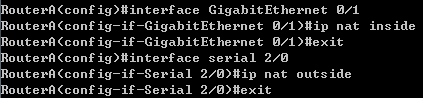 RouterA(config)#interface GigabitEthernet 0/1
RouterA(config-if-GigabitEthernet 0/1)#ip nat inside
RouterA(config-if-GigabitEthernet 0/1)#exit
RouterA(config)#interface serial 2/0
RouterA(config-if-Serial 2/0)#ip nat outside
RouterA(config-if-Serial 2/0)#exit